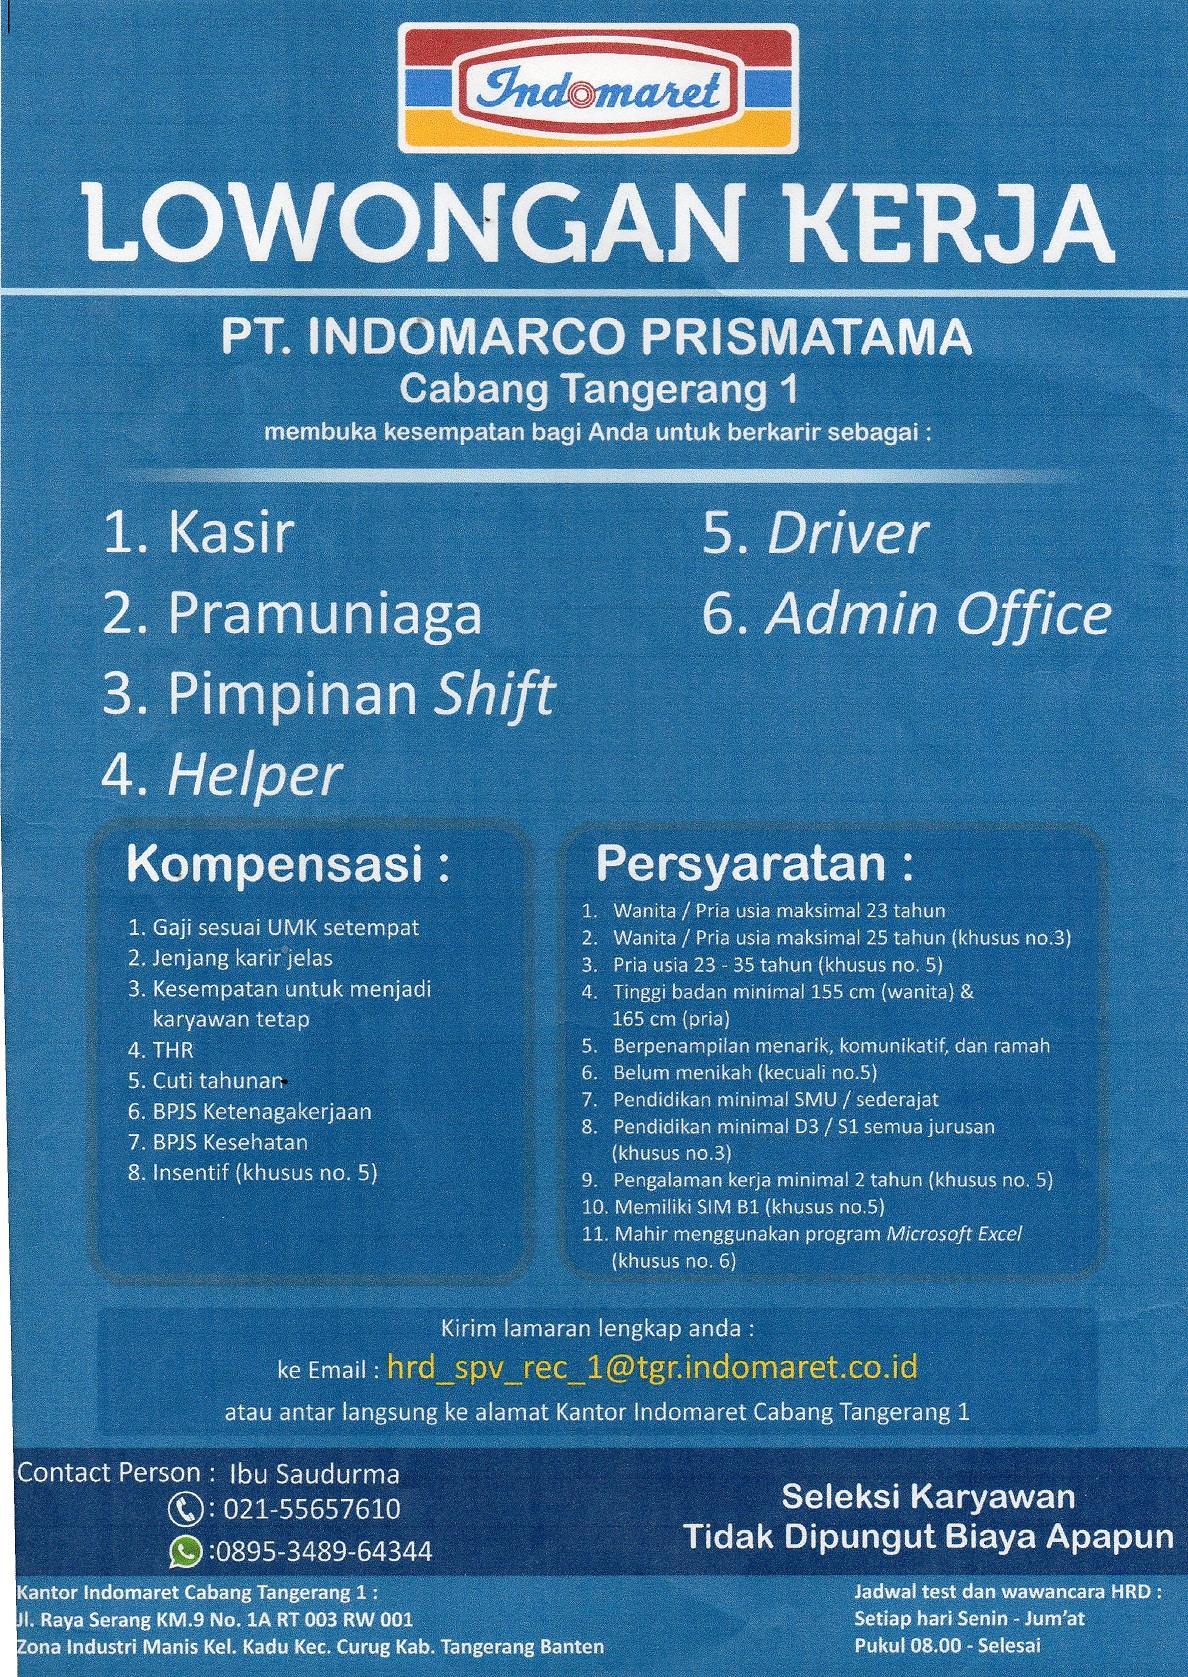 Indomaret
LOWONGAN KERJA
PT. INDOMARCO PRISMATAMA
Cabang Tangerang 1
membuka kesempatan bagi Anda untuk berkarir sebagai :
1. Kasir
2. Pramuniaga
3. Pimpinan Shift
4. Helper
5. Driver
6. Admin Office
Kompensasi :
1. Gaji sesuai UMK setempat
2. Jenjang karir jelas
3. Kesempatan untuk menjadi
karyawan tetap
4. THR
5. Cuti tahunan
6. BPJS Ketenagakerjaan
7. BPJS Kesehatan
8. Insentif (khusus no. 5)
Persyaratan :
1. Wanita / Pria usia maksimal 23 tahun
2. Wanita / Pria usia maksimal 25 tahun (khusus no.3)
3. Pria usia 23 - 35 tahun (khusus no. 5)
4. Tinggi badan minimal 155 cm (wanita) &
165 cm (pria)
5. Berpenampilan menarik, komunikatif, dan ramah
6. Belum menikah (kecuali no.5)
7. Pendidikan minimal SMU / sederajat
8. Pendidikan minimal D3 / S1 semua jurusan
(khusus no.3)
9. Pengalaman kerja minimal 2 tahun (khusus no. 5)
10. Memiliki SIM B1 (khusus no.5)
11. Mahir menggunakan program Microsoft Excel
(khusus no. 6)
Kirim lamaran lengkap anda :
ke Email : hrd_spv_rec_1@tgr.indomaret.co.id
atau antar langsung ke alamat Kantor Indomaret Cabang Tangerang 1
Contact Person : Ibu Saudurma
: 021-55657610
:0895-3489-64344
Seleksi Karyawan
Tidak Dipungut Biaya Apapun
Kantor Indomaret Cabang Tangerang 1 :
Jl. Raya Serang KM.9 No. 1A RT 003 RW 001
Zona Industri Manis Kel. Kadu Kec. Curug Kab. Tangerang Banten
Jadwal test dan wawancara HRD :
Setiap hari Senin - Jum'at
Pukul 08.00 - Selesai